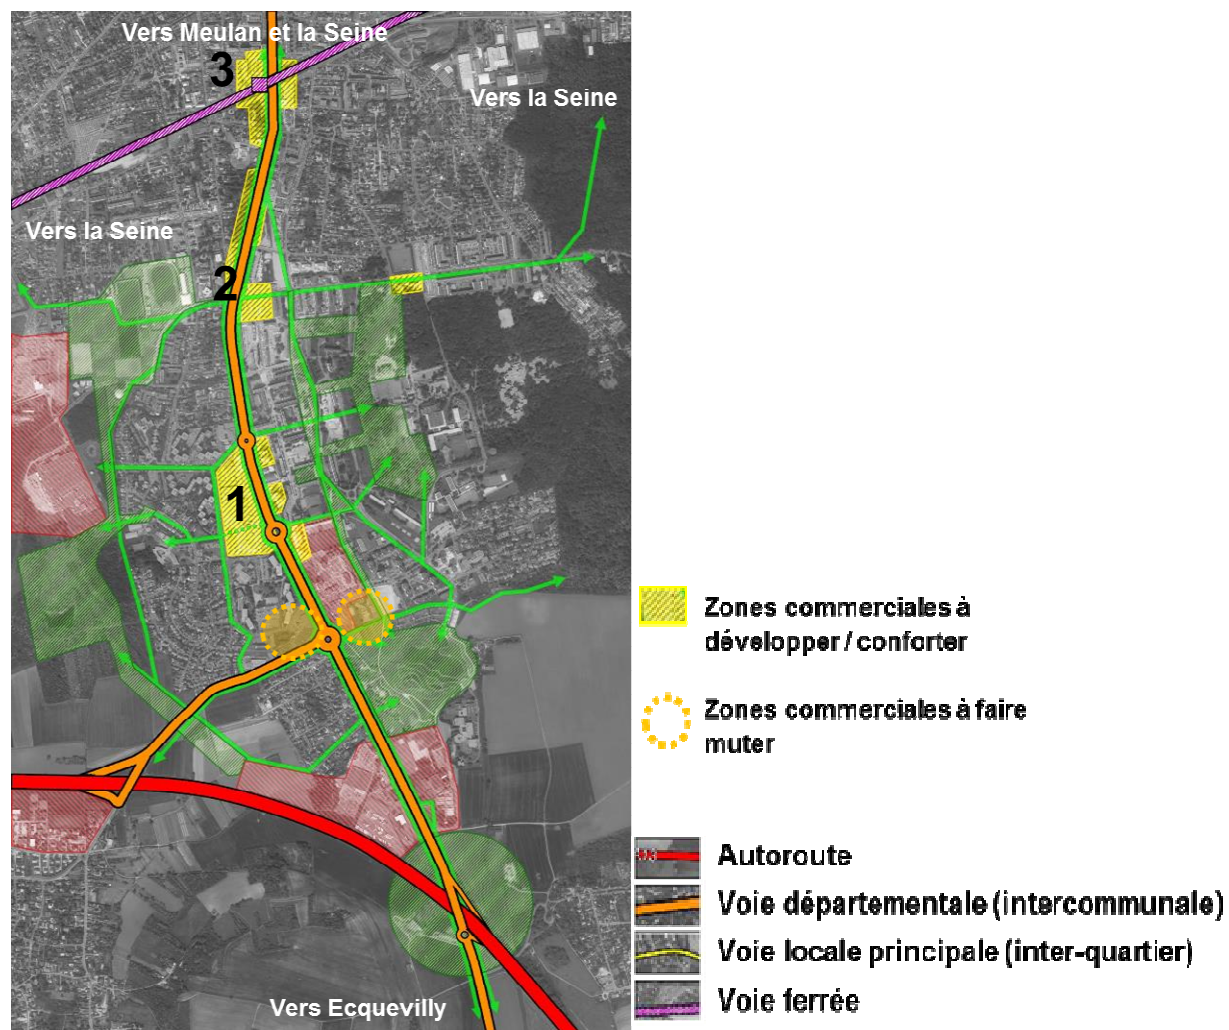 Vers Meulan et la Seine
3
Vers la Seine
Vers la Seine
2
1
Vers Ecquevilly
Zones commerciales à
développer / conforter
Zones commerciales à faire
muter
Autoroute
Voie départementale (intercommunale)
Voie locale principale (inter-quartier)
Voie ferrée